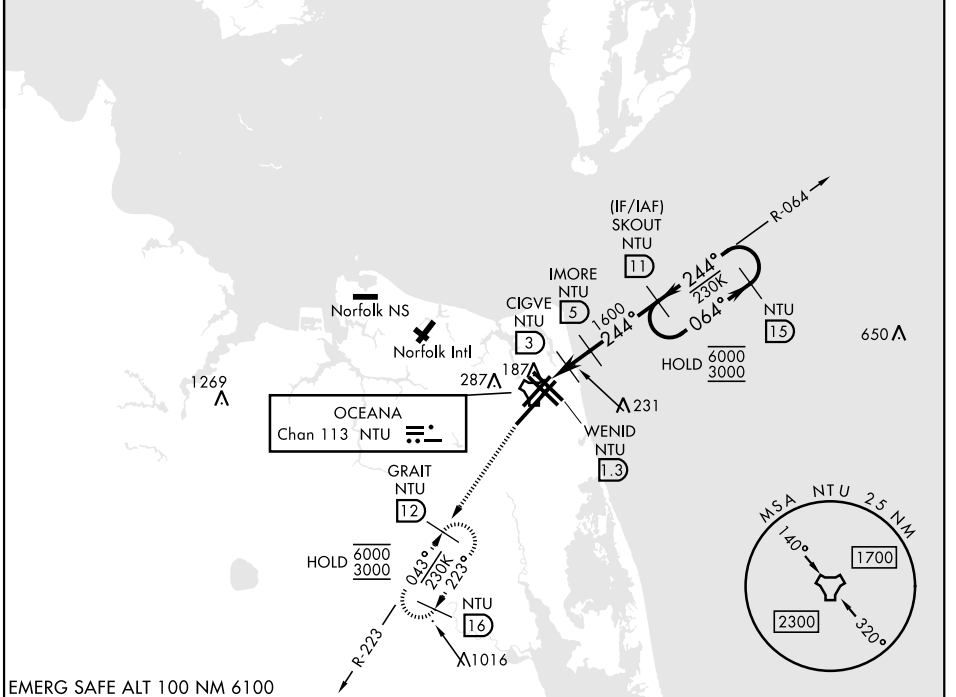 R-064
(IF/IAF)
SKOUT
NTU
11
244°
230K
064°
IMORE
NTU
5
1600
244°
NTU
15
CIGVE
NTU
3
HOLD 6000
3000
650
Norfolk NS
Norfolk Intl
187
287
1269
231
OCEANA
Chan 113 NTU
WENID
NTU
1.3
GRAIT
NTU
12
HOLD 6000
3000
043°
230K
223°
NTU
16
R-223
1016
MSA NTU 25 NM
140°
1700
2300
320°
EMERG SAFE ALT 100 NM 6100